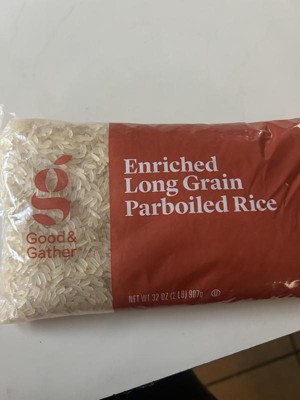 g
Good&
Gather
Enriched
Long Grain
Parboiled Rice
NET WT 32 OZ (2 LB) 907g
U